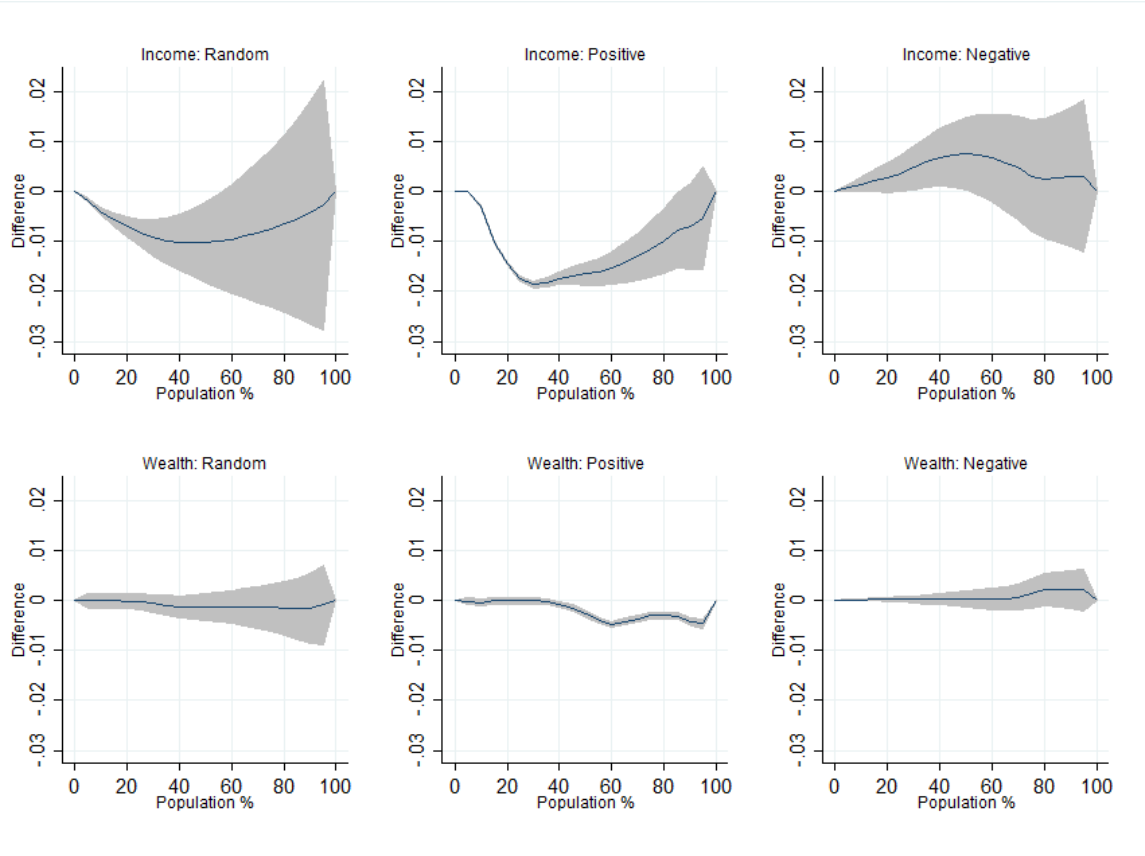 Income: Random
Difference
.02
.01
0
-.01
-.02
-.03
0 20 40 60 80 100
Population %
Income: Positive
Difference
.02
.01
0
-.01
-.02
-.03
0 20 40 60 80 100
Population %
Income: Negative
Difference
.02
.01
0
-.01
-.02
-.03
0 20 40 60 80 100
Population %
Wealth: Random
Difference
.02
.01
0
-.01
-.02
-.03
0 20 40 60 80 100
Population %
Wealth: Positive
Difference
.02
.01
0
-.01
-.02
-.03
0 20 40 60 80 100
Population %
Wealth: Negative
Difference
.02
.01
0
-.01
-.02
-.03
0 20 40 60 80 100
Population %